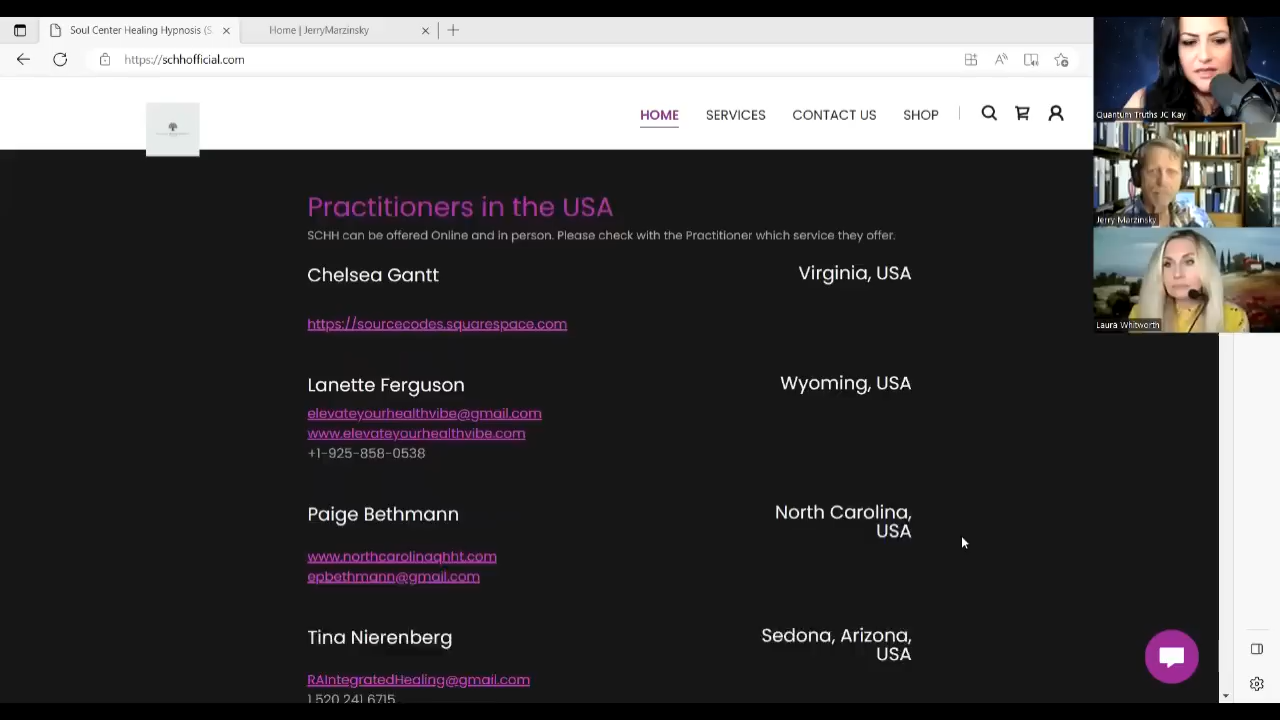 Soul Center Healing Hypnosis (S
Home | JerryMarzinsky
https://schhofficial.com
HOME
SERVICES
CONTACT US
SHOP
Quantum Truths JC Kay
Jerry Marzinsky
Laura Whitworth
Practitioners in the USA
SCHH can be offered Online and in person. Please check with the Practitioner which service they offer.
Chelsea Gantt
Virginia, USA
https://sourcecodes.squarespace.com
Lanette Ferguson
Wyoming, USA
elevateyourhealthvibe@gmail.com
www.elevateyourhealthvibe.com
+1-925-858-0538
Paige Bethmann
North Carolina,
USA
www.northcarolinaqhht.com
epbethmann@gmail.com
Tina Nierenberg
Sedona, Arizona,
USA
RAIntegratedHealing@gmail.com
1 520 241 6715